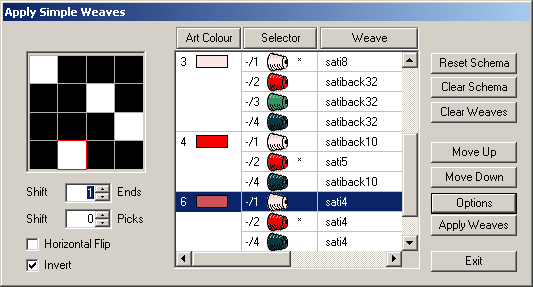 Apply Simple Weaves
Art Colour Selector Weave
3 -/1 * sati8
-/2 satiback32
-/3 satiback32
-/4 satiback32
4 -/1 satiback10
-/2 * sati5
-/4 satiback10
6 -/1 sati4
-/2 * sati4
-/4 sati4
Shift 1 Ends
Shift 0 Picks
Horizontal Flip
Invert
Reset Schema
Clear Schema
Clear Weaves
Move Up
Move Down
Options
Apply Weaves
Exit